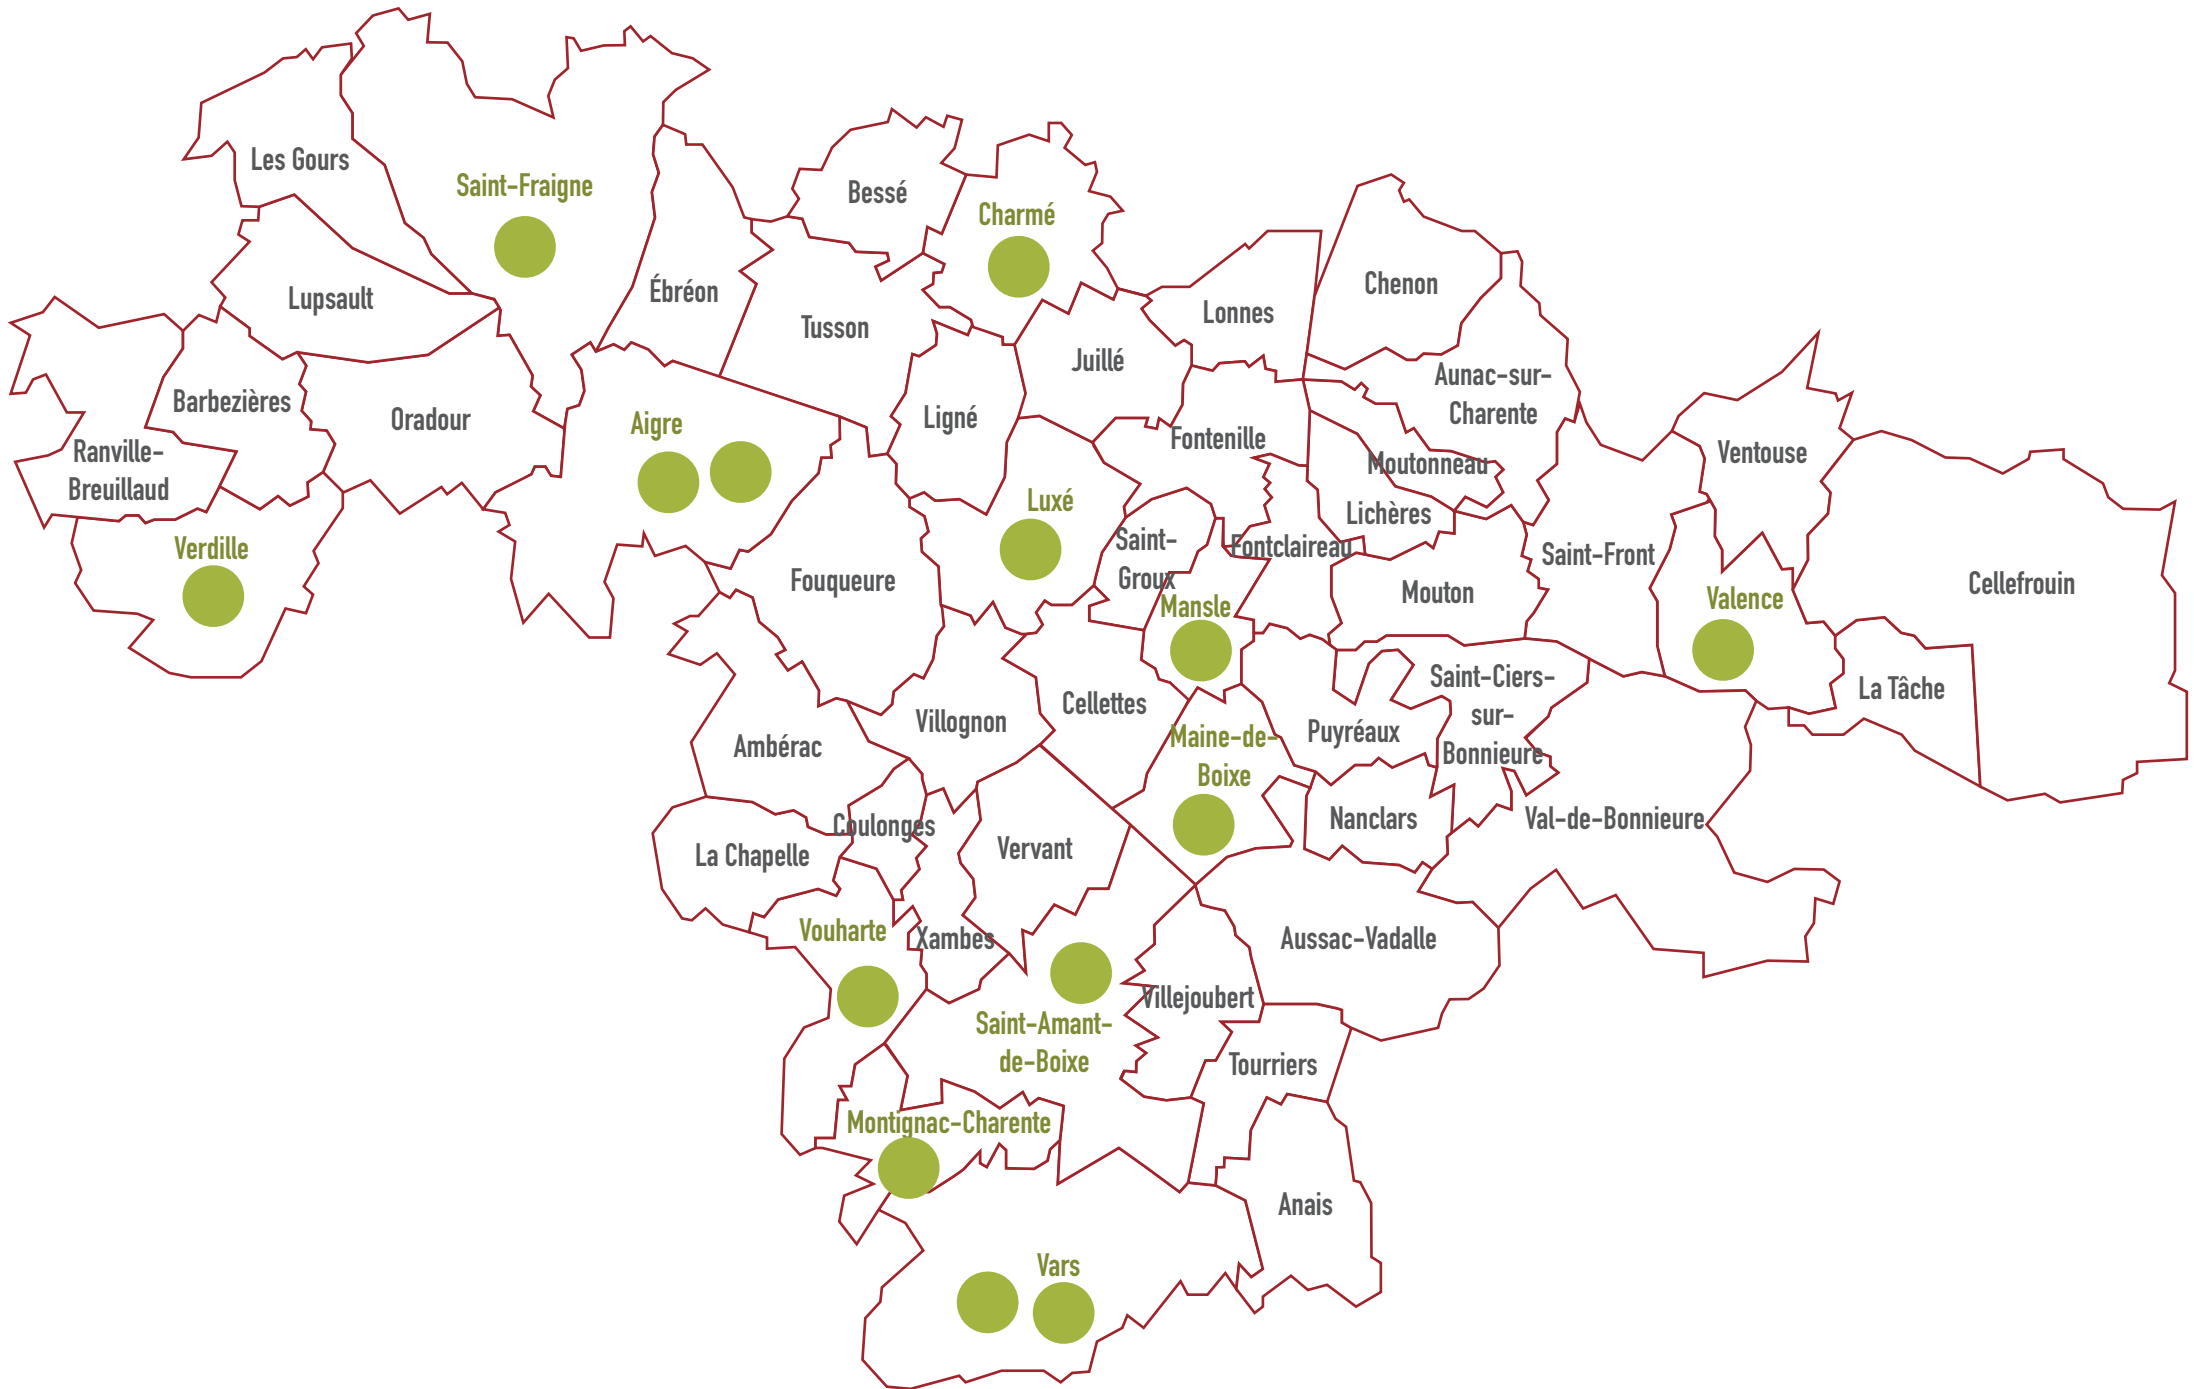 Les Gours
Saint-Fraigne
Bessé
Charmé
Lupsault
Ébréon
Tusson
Juillé
Lonnes
Chenon
Aunac-sur-
Charente
Barbezières
Oradour
Aigre
Ligné
Fontenille
Moutonneau
Ventouse
Ranville-
Breuillaud
Verdille
Luxé
Lichères
Saint-
Groux
Fontclaireau
Saint-Front
Fouqueure
Mansle
Mouton
Valence
Cellefrouin
Ambérac
Villognon
Cellettes
Maine-de-
Boixe
Puyréaux
Saint-Ciers-
sur-
Bonnieure
La Tâche
La Chapelle
Coulonges
Vervant
Nanclars
Val-de-Bonnieure
Vouharte
Xambes
Aussac-Vadalle
Saint-Amant-
de-Boixe
Villejoubert
Tourriers
Montignac-Charente
Anais
Vars